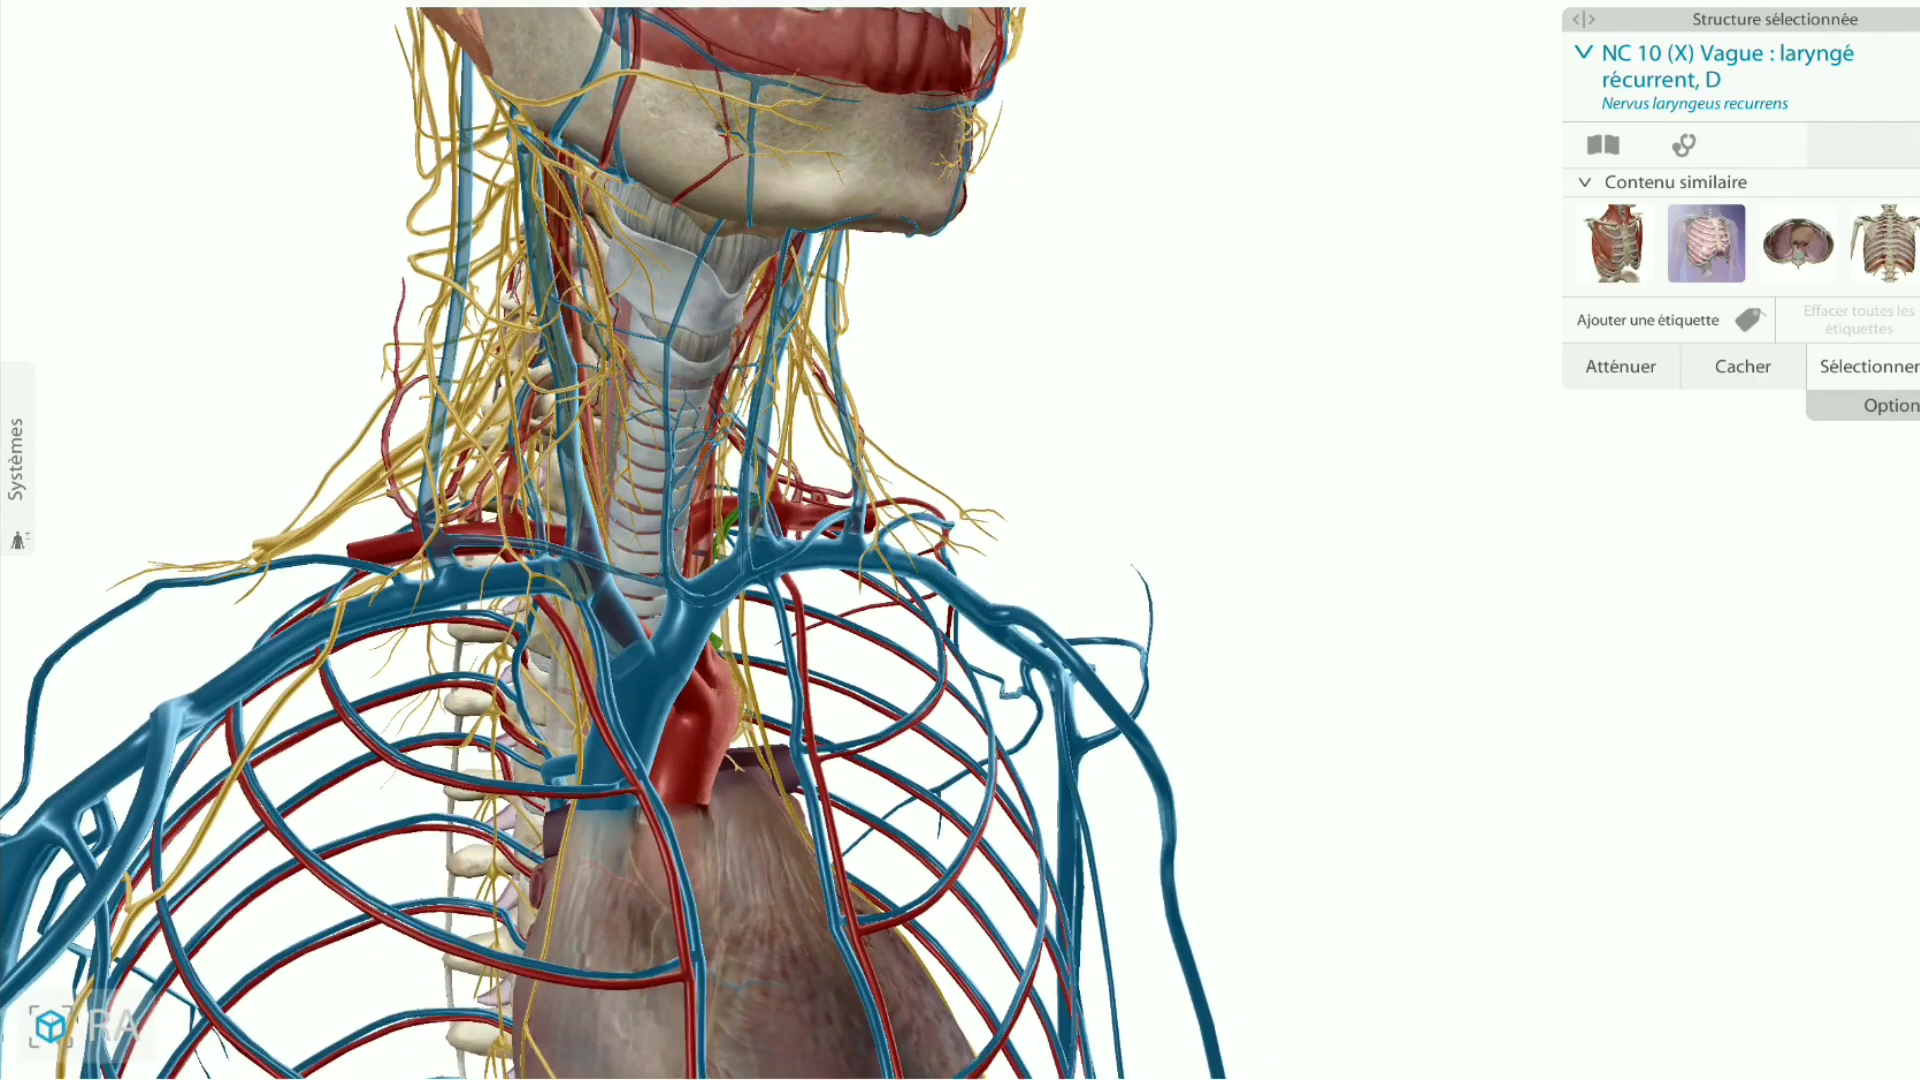 Structure sélectionnée
NC 10 (X) Vague : laryngé
récurrent, D
Nervus laryngeus recurrens
Contenu similaire
Ajouter une étiquette
Effacer toutes les
étiquettes
Atténuer
Cacher
Sélectionner
Option
Systèmes
RA